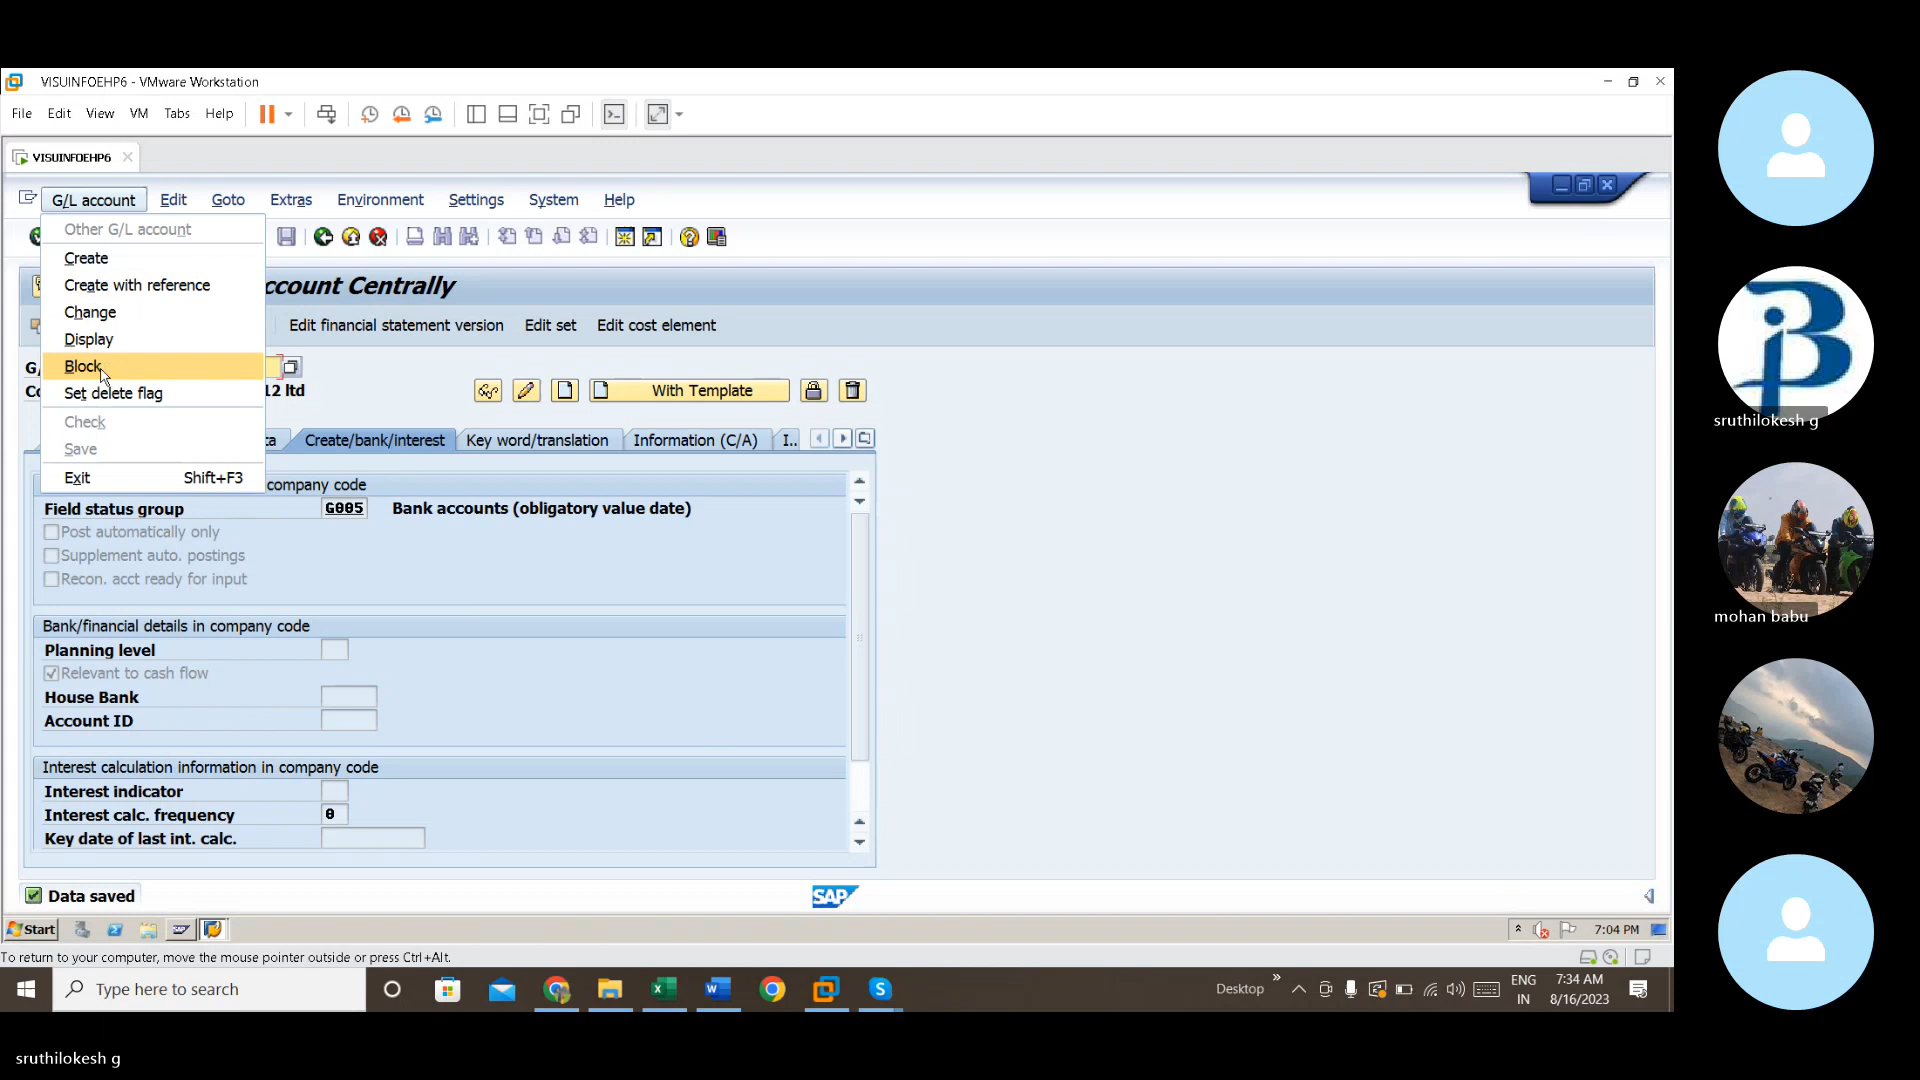 VISUINFOEHP6 - VMware Workstation
File Edit View VM Tabs Help
VISUINFOEHP6
G/L account Edit Goto Extras Environment Settings System Help
Other G/L account
Create
Create with reference
Change
Display
Block
Set delete flag
Check
Save
Exit Shift+F3
ccount Centrally
Edit financial statement version Edit set Edit cost element
G/
Co 12 ltd
With Template
ta Create/bank/interest Key word/translation Information (C/A) I..
company code
Field status group G005 Bank accounts (obligatory value date)
Post automatically only
Supplement auto. postings
Recon. acct ready for input
Bank/financial details in company code
Planning level
Relevant to cash flow
House Bank
Account ID
Interest calculation information in company code
Interest indicator
Interest calc. frequency 0
Key date of last int. calc.
Data saved
SAP
Start
7:04 PM
To return to your computer, move the mouse pointer outside or press Ctrl+Alt.
Type here to search
Desktop
ENG
IN
7:34 AM
8/16/2023
sruthilokesh g
mohan babu
sruthilokesh g